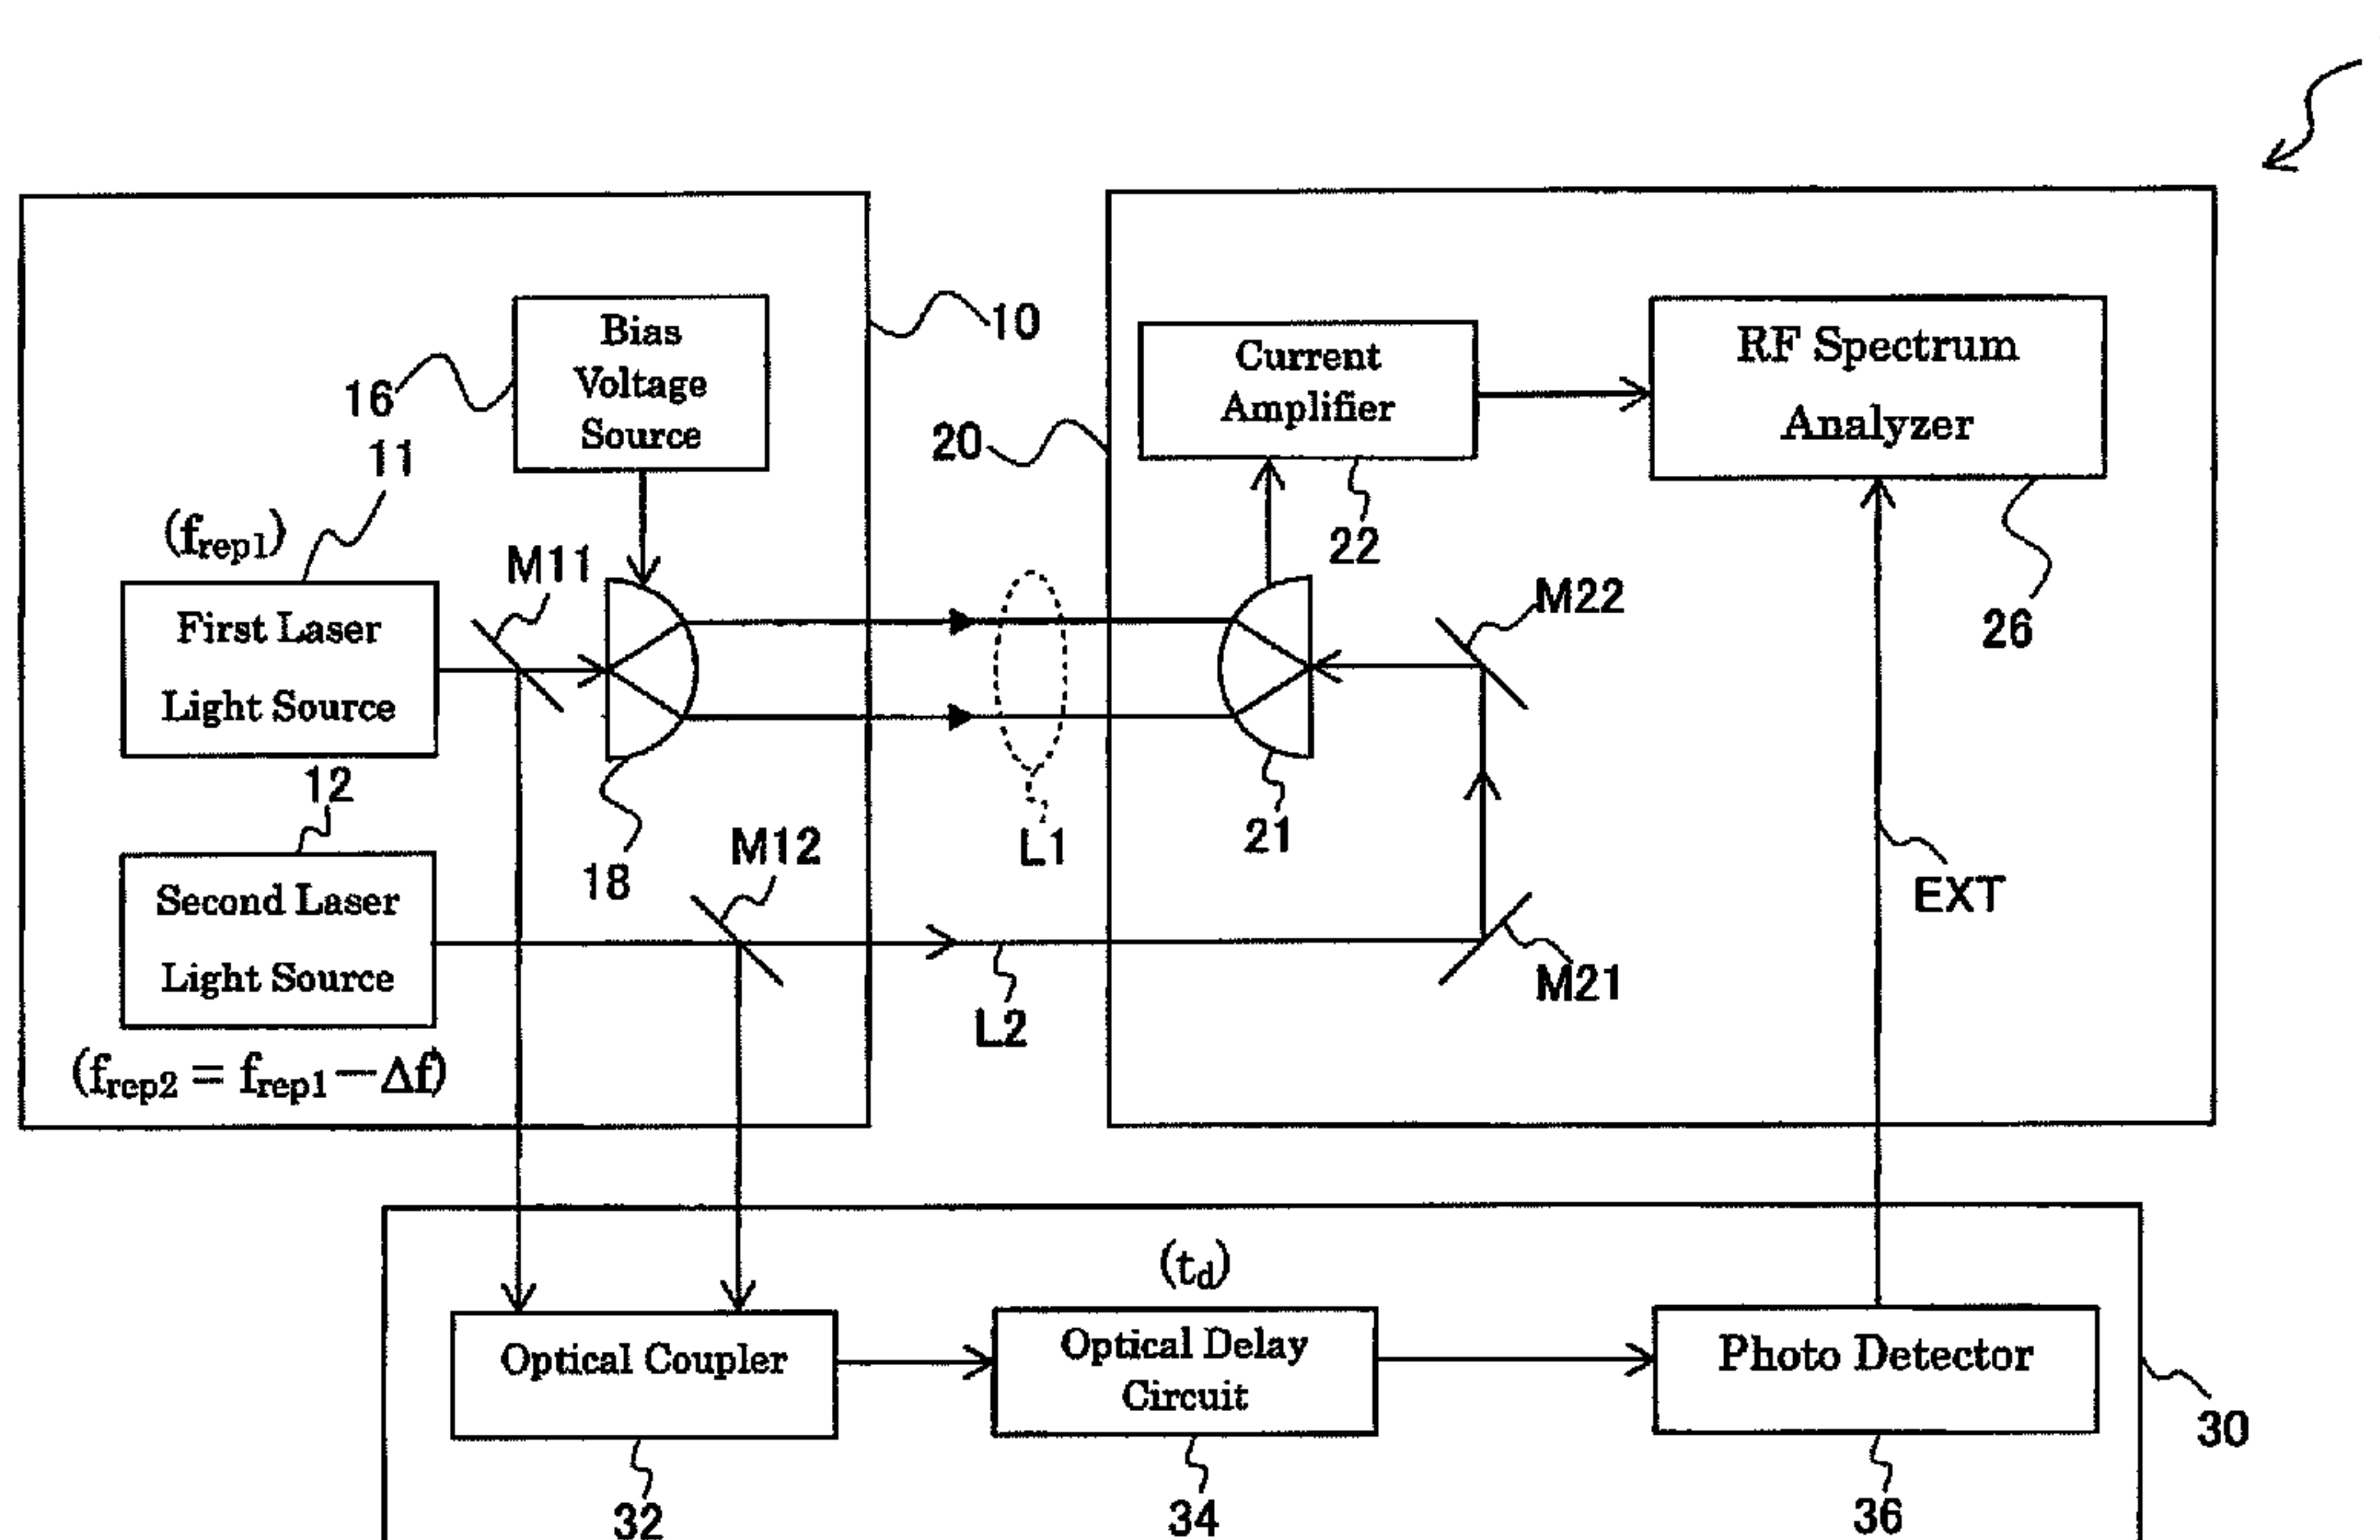 Bias
Voltage
Source
16
10
11
(frep1)
M11
First Laser
Light Source
12
18
Second Laser
Light Source
(frep2 = frep1−Δf)
M12
L1
L2
20
Current
Amplifier
22
RF Spectrum
Analyzer
26
M22
21
M21
EXT
(td)
Optical Coupler
32
Optical Delay
Circuit
34
Photo Detector
36
30